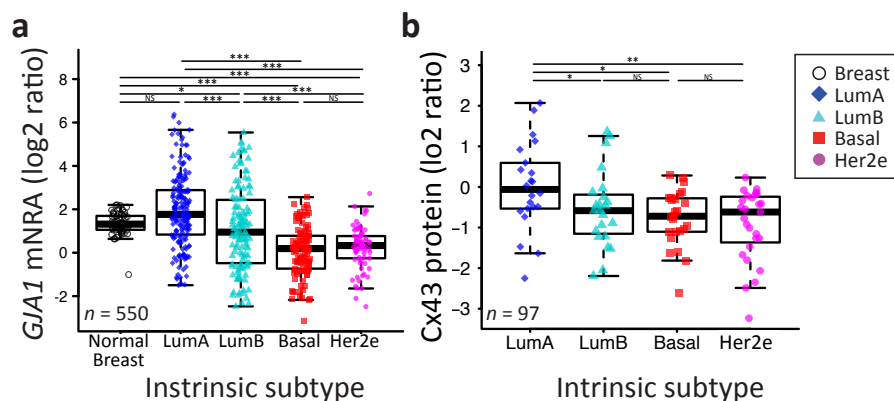 a
GJA1 mNRA (log2 ratio)
8
6
4
2
0
-2
***
***
***
***
* ***
NS *** *** NS
n = 550
Normal Breast LumA LumB Basal Her2e
Instrinsic subtype
b
Cx43 protein (lo2 ratio)
3
2
1
0
−1
−2
−3
**
*
* NS NS
n = 97
LumA LumB Basal Her2e
Intrinsic subtype
Breast
LumA
LumB
Basal
Her2e